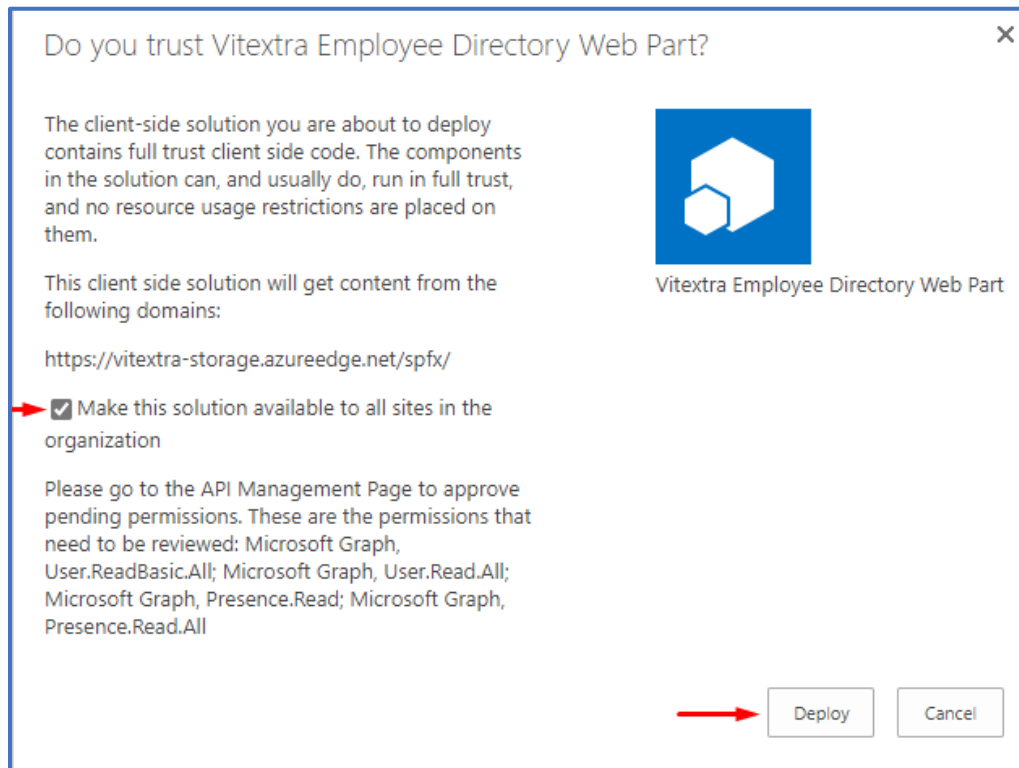 Do you trust Vitextra Employee Directory Web Part?
The client-side solution you are about to deploy
contains full trust client side code. The components
in the solution can, and usually do, run in full trust,
and no resource usage restrictions are placed on
them.
This client side solution will get content from the
following domains:
https://vitextra-storage.azureedge.net/spfx/
Make this solution available to all sites in the
organization
Please go to the API Management Page to approve
pending permissions. These are the permissions that
need to be reviewed: Microsoft Graph,
User.ReadBasic.All; Microsoft Graph, User.Read.All;
Microsoft Graph, Presence.Read; Microsoft Graph,
Presence.Read.All
Vitextra Employee Directory Web Part
Deploy
Cancel